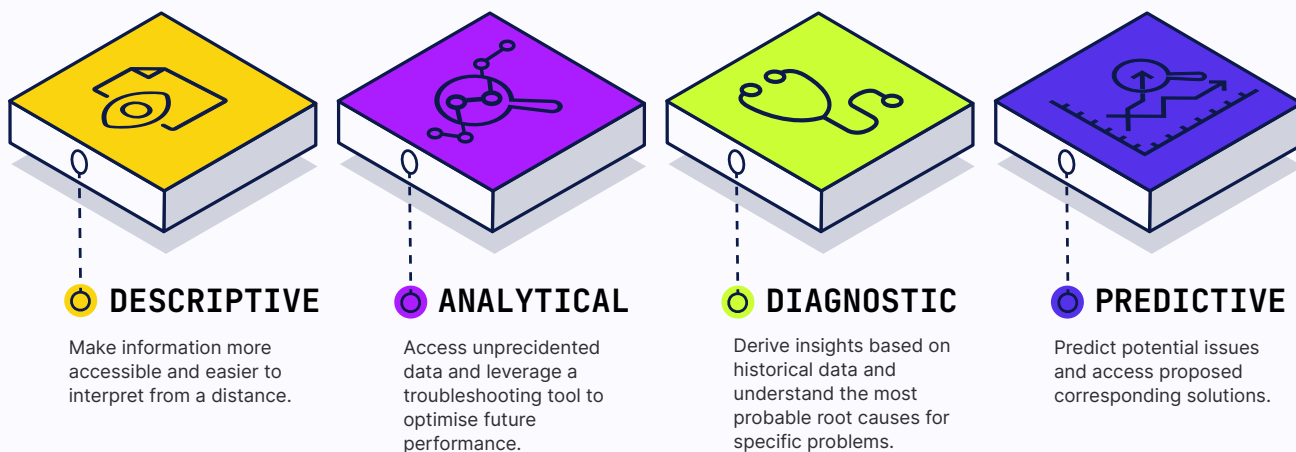 DESCRIPTIVE
Make information more
accessible and easier to
interpret from a distance.
ANALYTICAL
Access unprecidented
data and leverage a
troubleshooting tool to
optimise future
performance.
DIAGNOSTIC
Derive insights based on
historical data and
understand the most
probable root causes for
specific problems.
PREDICTIVE
Predict potential issues
and access proposed
corresponding solutions.